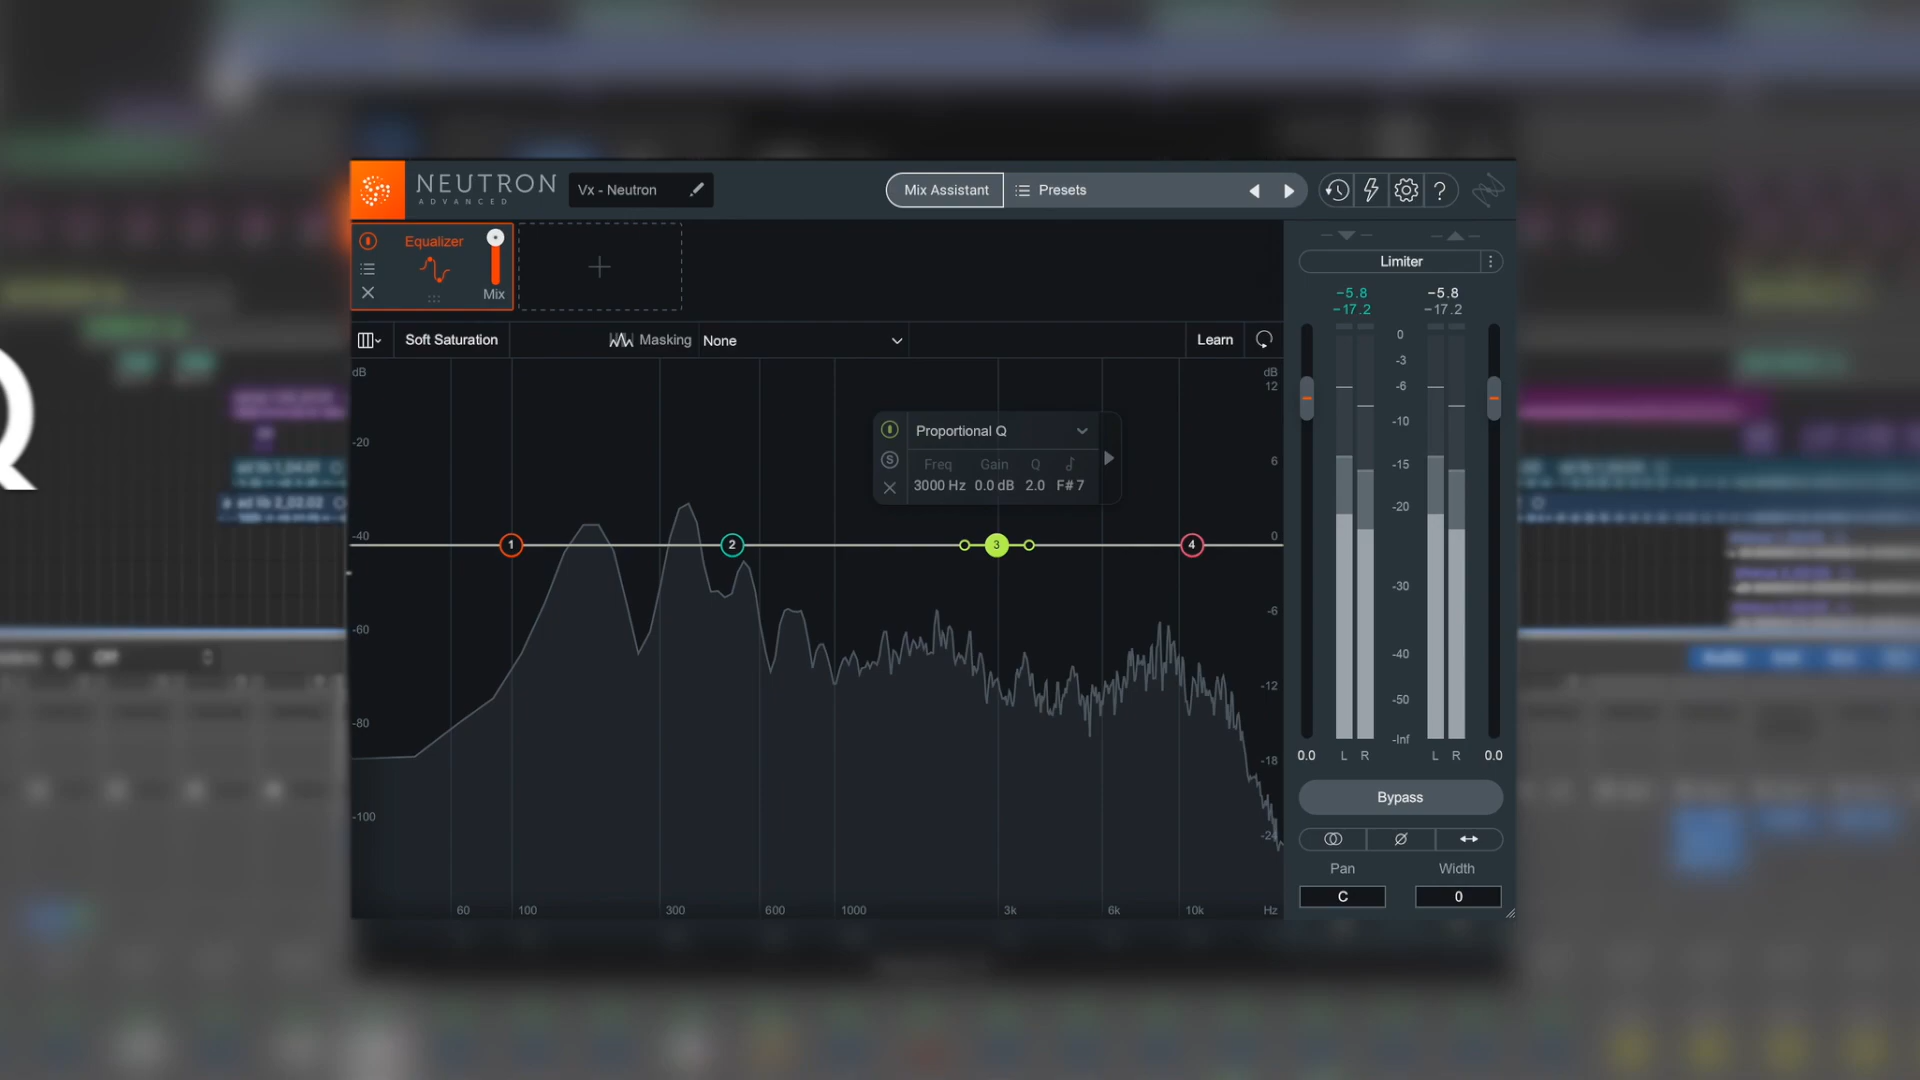 NEUTRON
ADVANCED
Vx - Neutron
Mix Assistant
Presets
?
Equalizer
Mix
Limiter
-5.8
-17.2
-5.8
-17.2
Soft Saturation
Masking
None
Learn
dB
-20
-40
-60
-80
-100
dB
12
6
0
-6
-12
-18
-24
Proportional Q
S
Freq Gain Q
3000 Hz 0.0 dB 2.0 F#7
1
2
3
4
60 100 300 600 1000 3k 6k 10k Hz
0
-3
-6
-10
-15
-20
-30
-40
-50
-Inf
0.0 L R L R 0.0
Bypass
Pan Width
C 0
Q